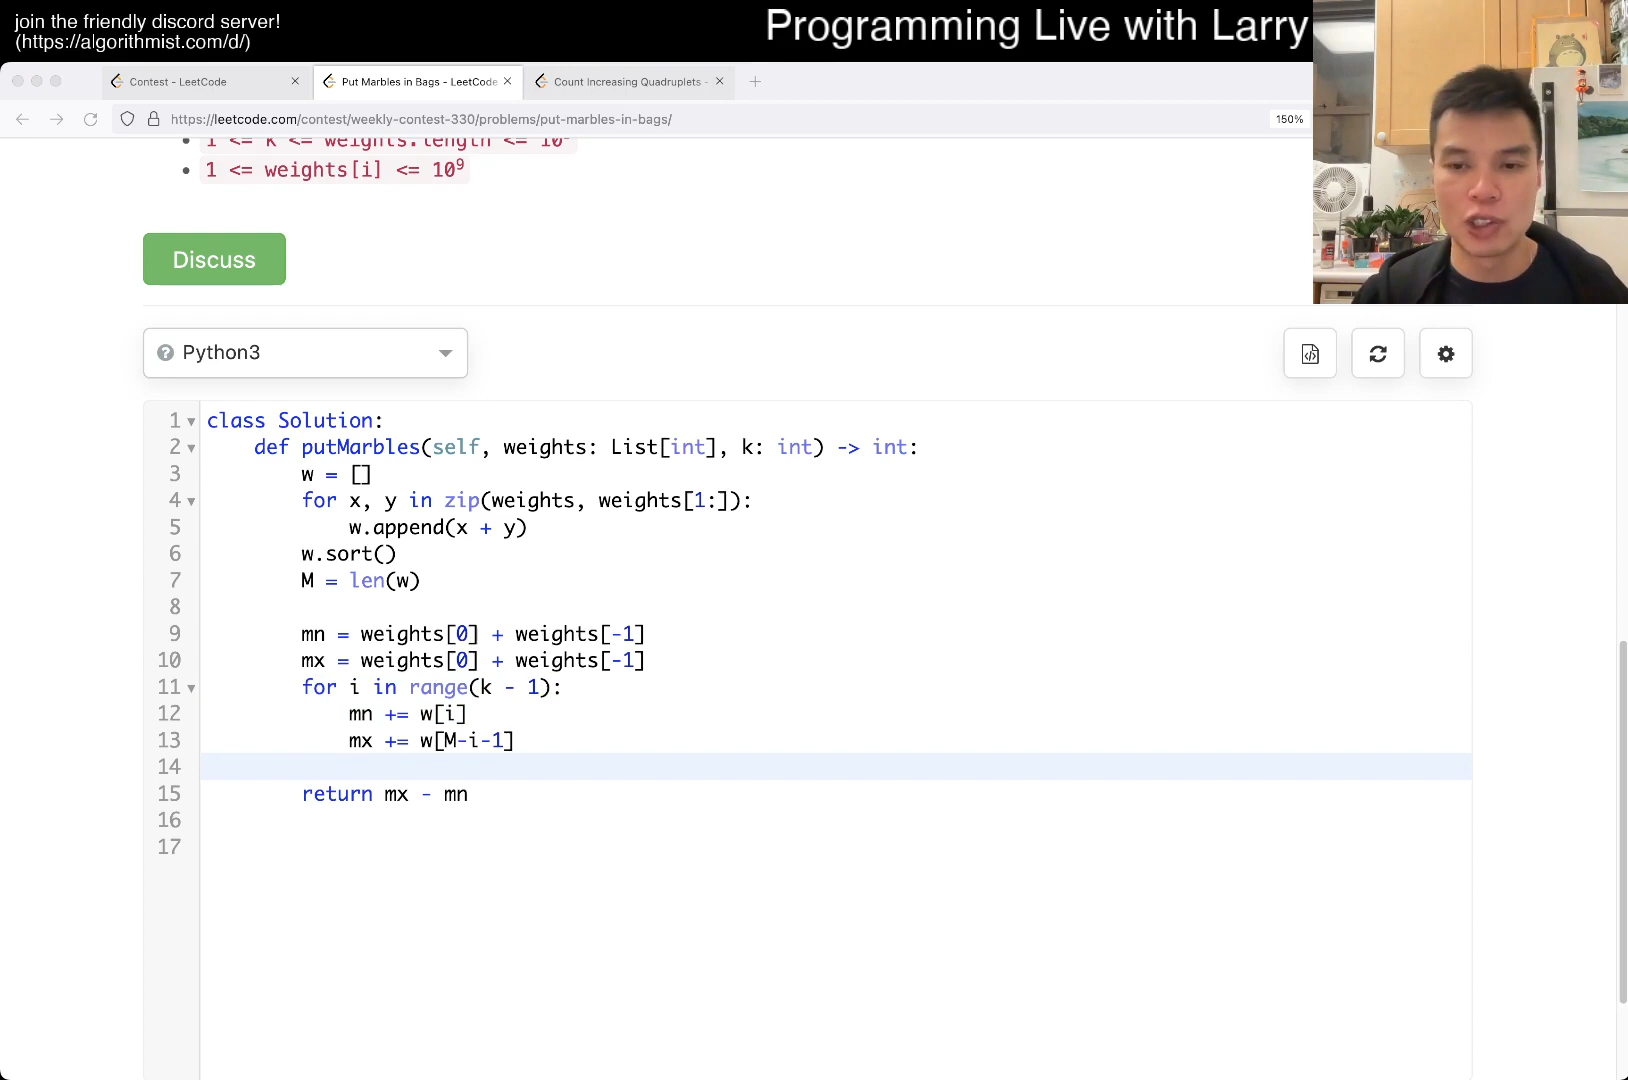 join the friendly discord server!
(https://algorithmist.com/d/)
Programming Live with Larry
Contest - LeetCode
Put Marbles in Bags - LeetCode
Count Increasing Quadruplets -
https://leetcode.com/contest/weekly-contest-330/problems/put-marbles-in-bags/
150%
1 <= k <= weights.length <= 10
1 <= weights[i] <= 10⁹
Discuss
Python3
1 class Solution:
2 def putMarbles(self, weights: List[int], k: int) -> int:
3 w = []
4 for x, y in zip(weights, weights[1:]):
5 w.append(x + y)
6 w.sort()
7 M = len(w)
8
9 mn = weights[0] + weights[-1]
10 mx = weights[0] + weights[-1]
11 for i in range(k - 1):
12 mn += w[i]
13 mx += w[M-i-1]
14
15 return mx - mn
16
17